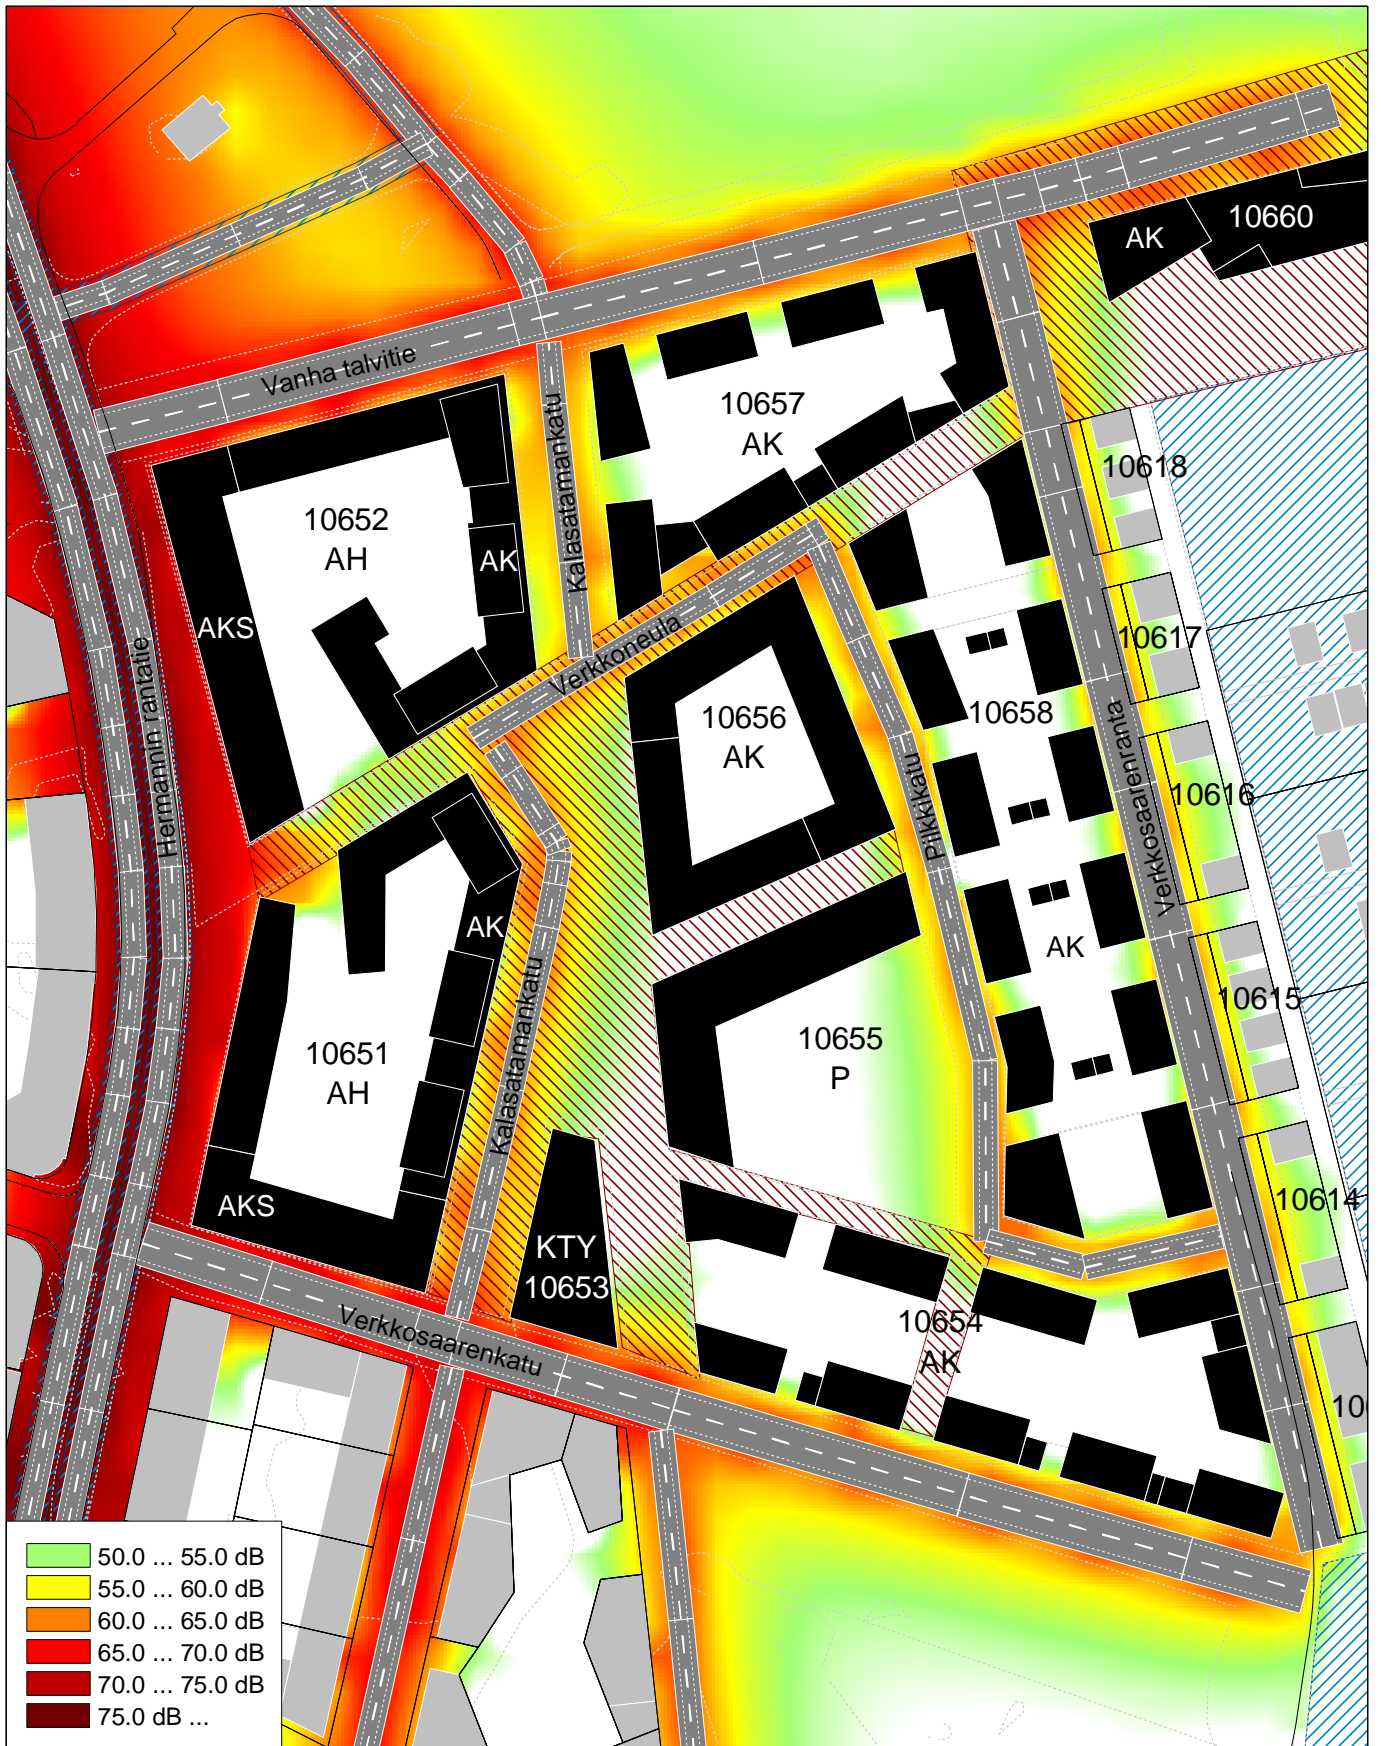 10660
AK
Vanha talvitie
Kalasatamankatu
10657
AK
10618
10652
AH
AK
AKS
Verkkoneula
10617
Hermannin rantatie
10656
AK
10658
Piikkikatu
Verkkosaarenranta
10616
AK
AK
10615
Kalasatamankatu
10651
AH
10655
P
AKS
10614
KTY
10653
Verkkosaarenkatu
10654
AK
50.0 ... 55.0 dB
55.0 ... 60.0 dB
60.0 ... 65.0 dB
65.0 ... 70.0 dB
70.0 ... 75.0 dB
75.0 dB ...